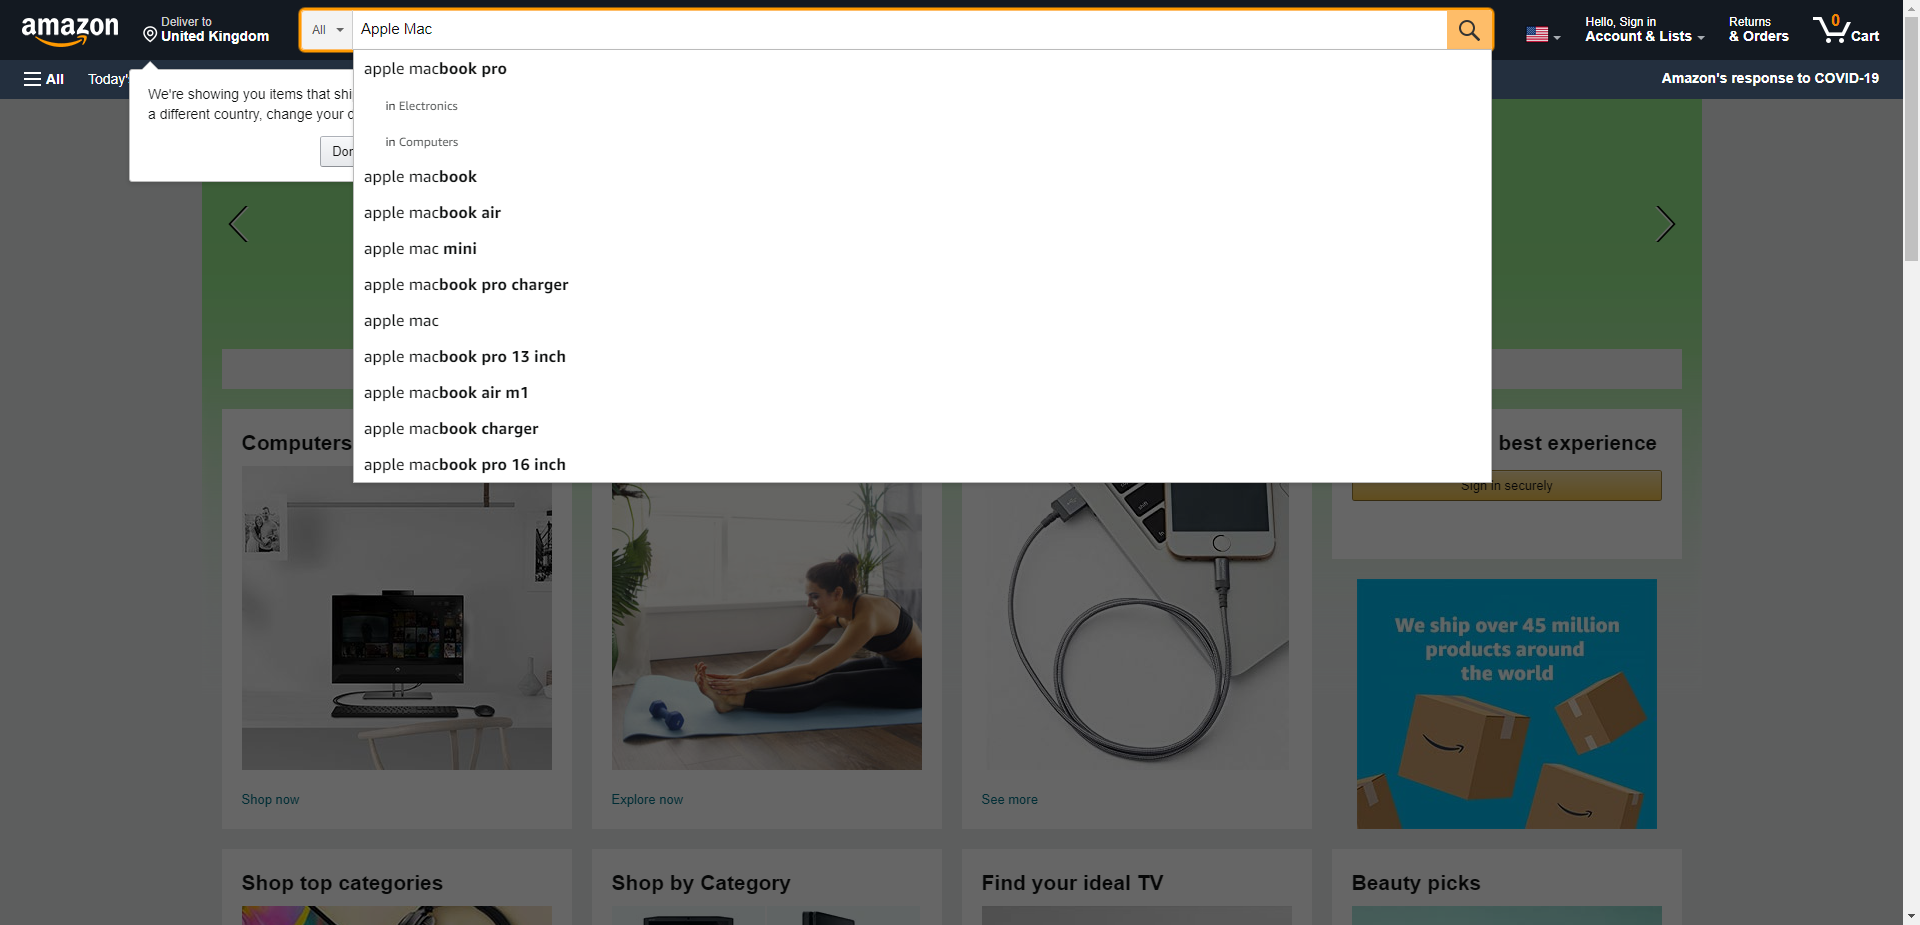 amazon
Deliver to
United Kingdom
All
Apple Mac
Hello, Sign in
Account & Lists
Returns
& Orders
0
Cart
All
Today'
Amazon's response to COVID-19
We're showing you items that shi
a different country, change your
Don
apple macbook pro
in Electronics
in Computers
apple macbook
apple macbook air
apple mac mini
apple macbook pro charger
apple mac
apple macbook pro 13 inch
apple macbook air m1
apple macbook charger
apple macbook pro 16 inch
Computers
best experience
Sign in securely
We ship over 45 million
products around
the world
Shop now
Explore now
See more
Shop top categories
Shop by Category
Find your ideal TV
Beauty picks